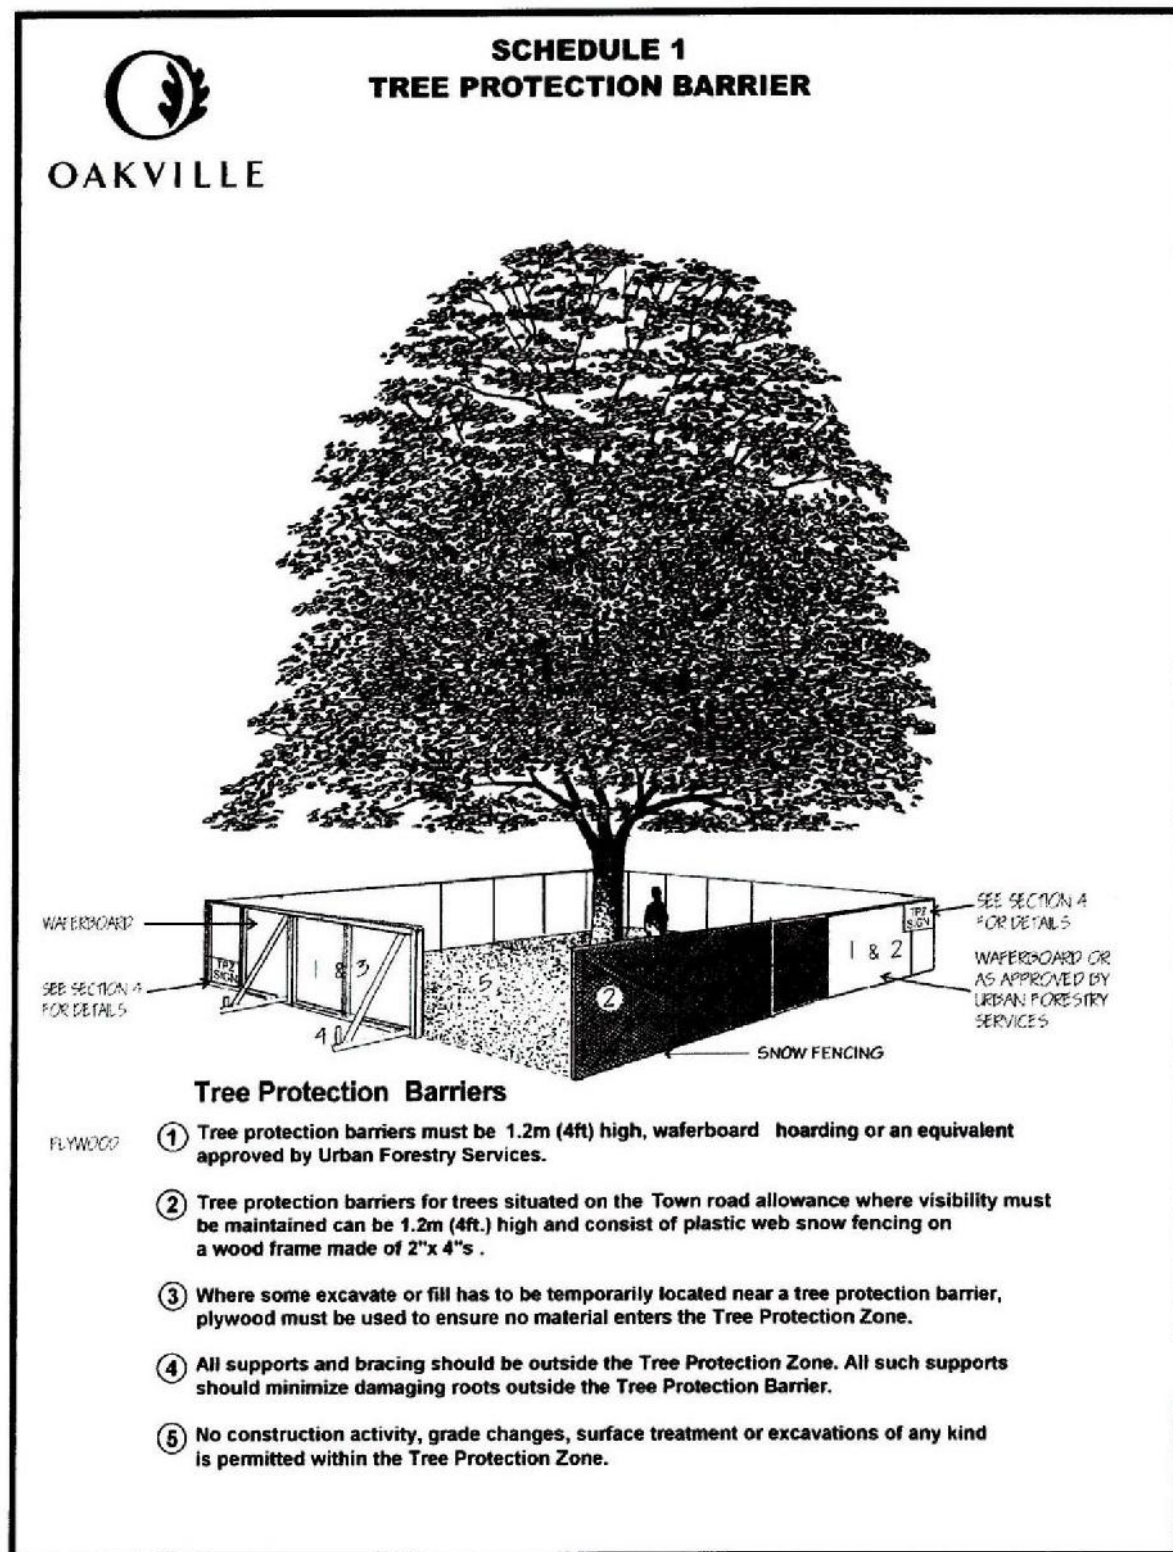 SCHEDULE 1
TREE PROTECTION BARRIER
OAKVILLE
WAFERBOARD
TPZ
SIGN
SEE SECTION 4
FOR DETAILS
1 & 3
4
5
2
1 & 2
TPZ
SIGN
SEE SECTION 4
FOR DETAILS
WAFERBOARD OR
AS APPROVED BY
URBAN FORESTRY
SERVICES
SNOW FENCING
Tree Protection Barriers
PLYWOOD
1 Tree protection barriers must be 1.2m (4ft) high, waferboard hoarding or an equivalent
approved by Urban Forestry Services.
2 Tree protection barriers for trees situated on the Town road allowance where visibility must
be maintained can be 1.2m (4ft.) high and consist of plastic web snow fencing on
a wood frame made of 2"x 4"s .
3 Where some excavate or fill has to be temporarily located near a tree protection barrier,
plywood must be used to ensure no material enters the Tree Protection Zone.
4 All supports and bracing should be outside the Tree Protection Zone. All such supports
should minimize damaging roots outside the Tree Protection Barrier.
5 No construction activity, grade changes, surface treatment or excavations of any kind
is permitted within the Tree Protection Zone.